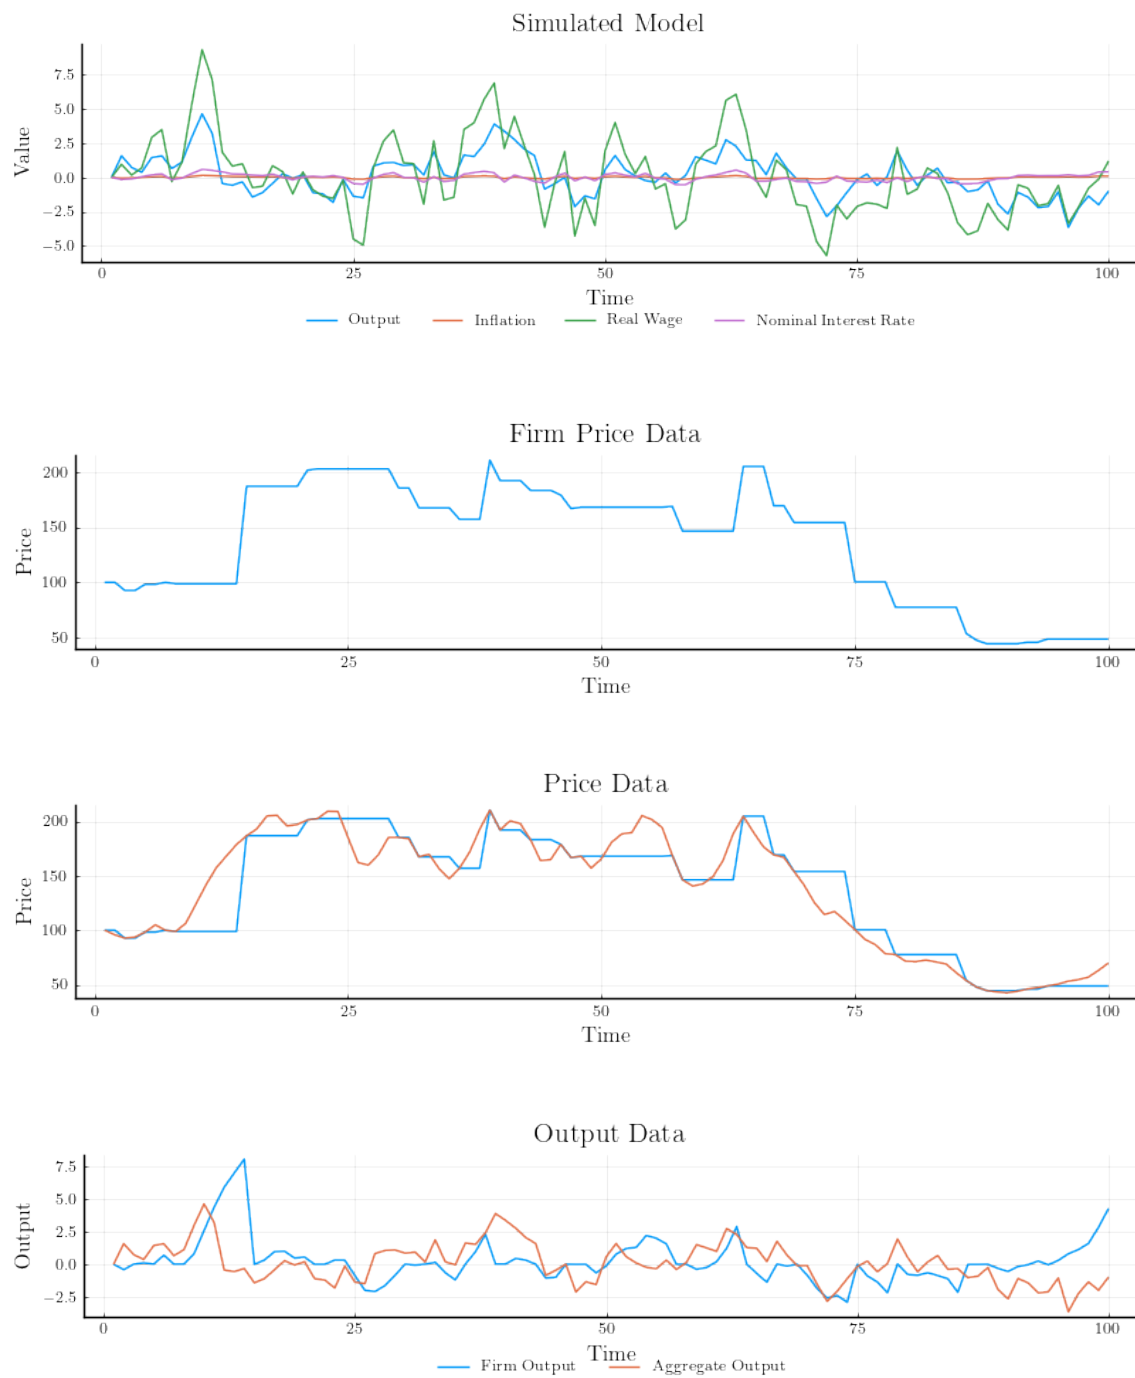 Simulated Model
7.5
5.0
2.5
0.0
−2.5
−5.0
Value
0 25 50 75 100
Time
Output Inflation Real Wage Nominal Interest Rate
Firm Price Data
200
150
100
50
Price
0 25 50 75 100
Time
Price Data
200
150
100
50
Price
0 25 50 75 100
Time
Output Data
7.5
5.0
2.5
0.0
−2.5
Output
0 25 50 75 100
Time
Firm Output Aggregate Output